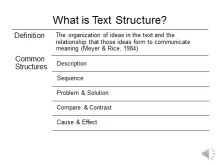 What is Text Structure?
Definition
The organization of ideas in the text and the
relationship that those ideas form to communicate
meaning (Meyer & Rice, 1984)
Common
Structures
Description
Sequence
Problem & Solution
Compare & Contrast
Cause & Effect